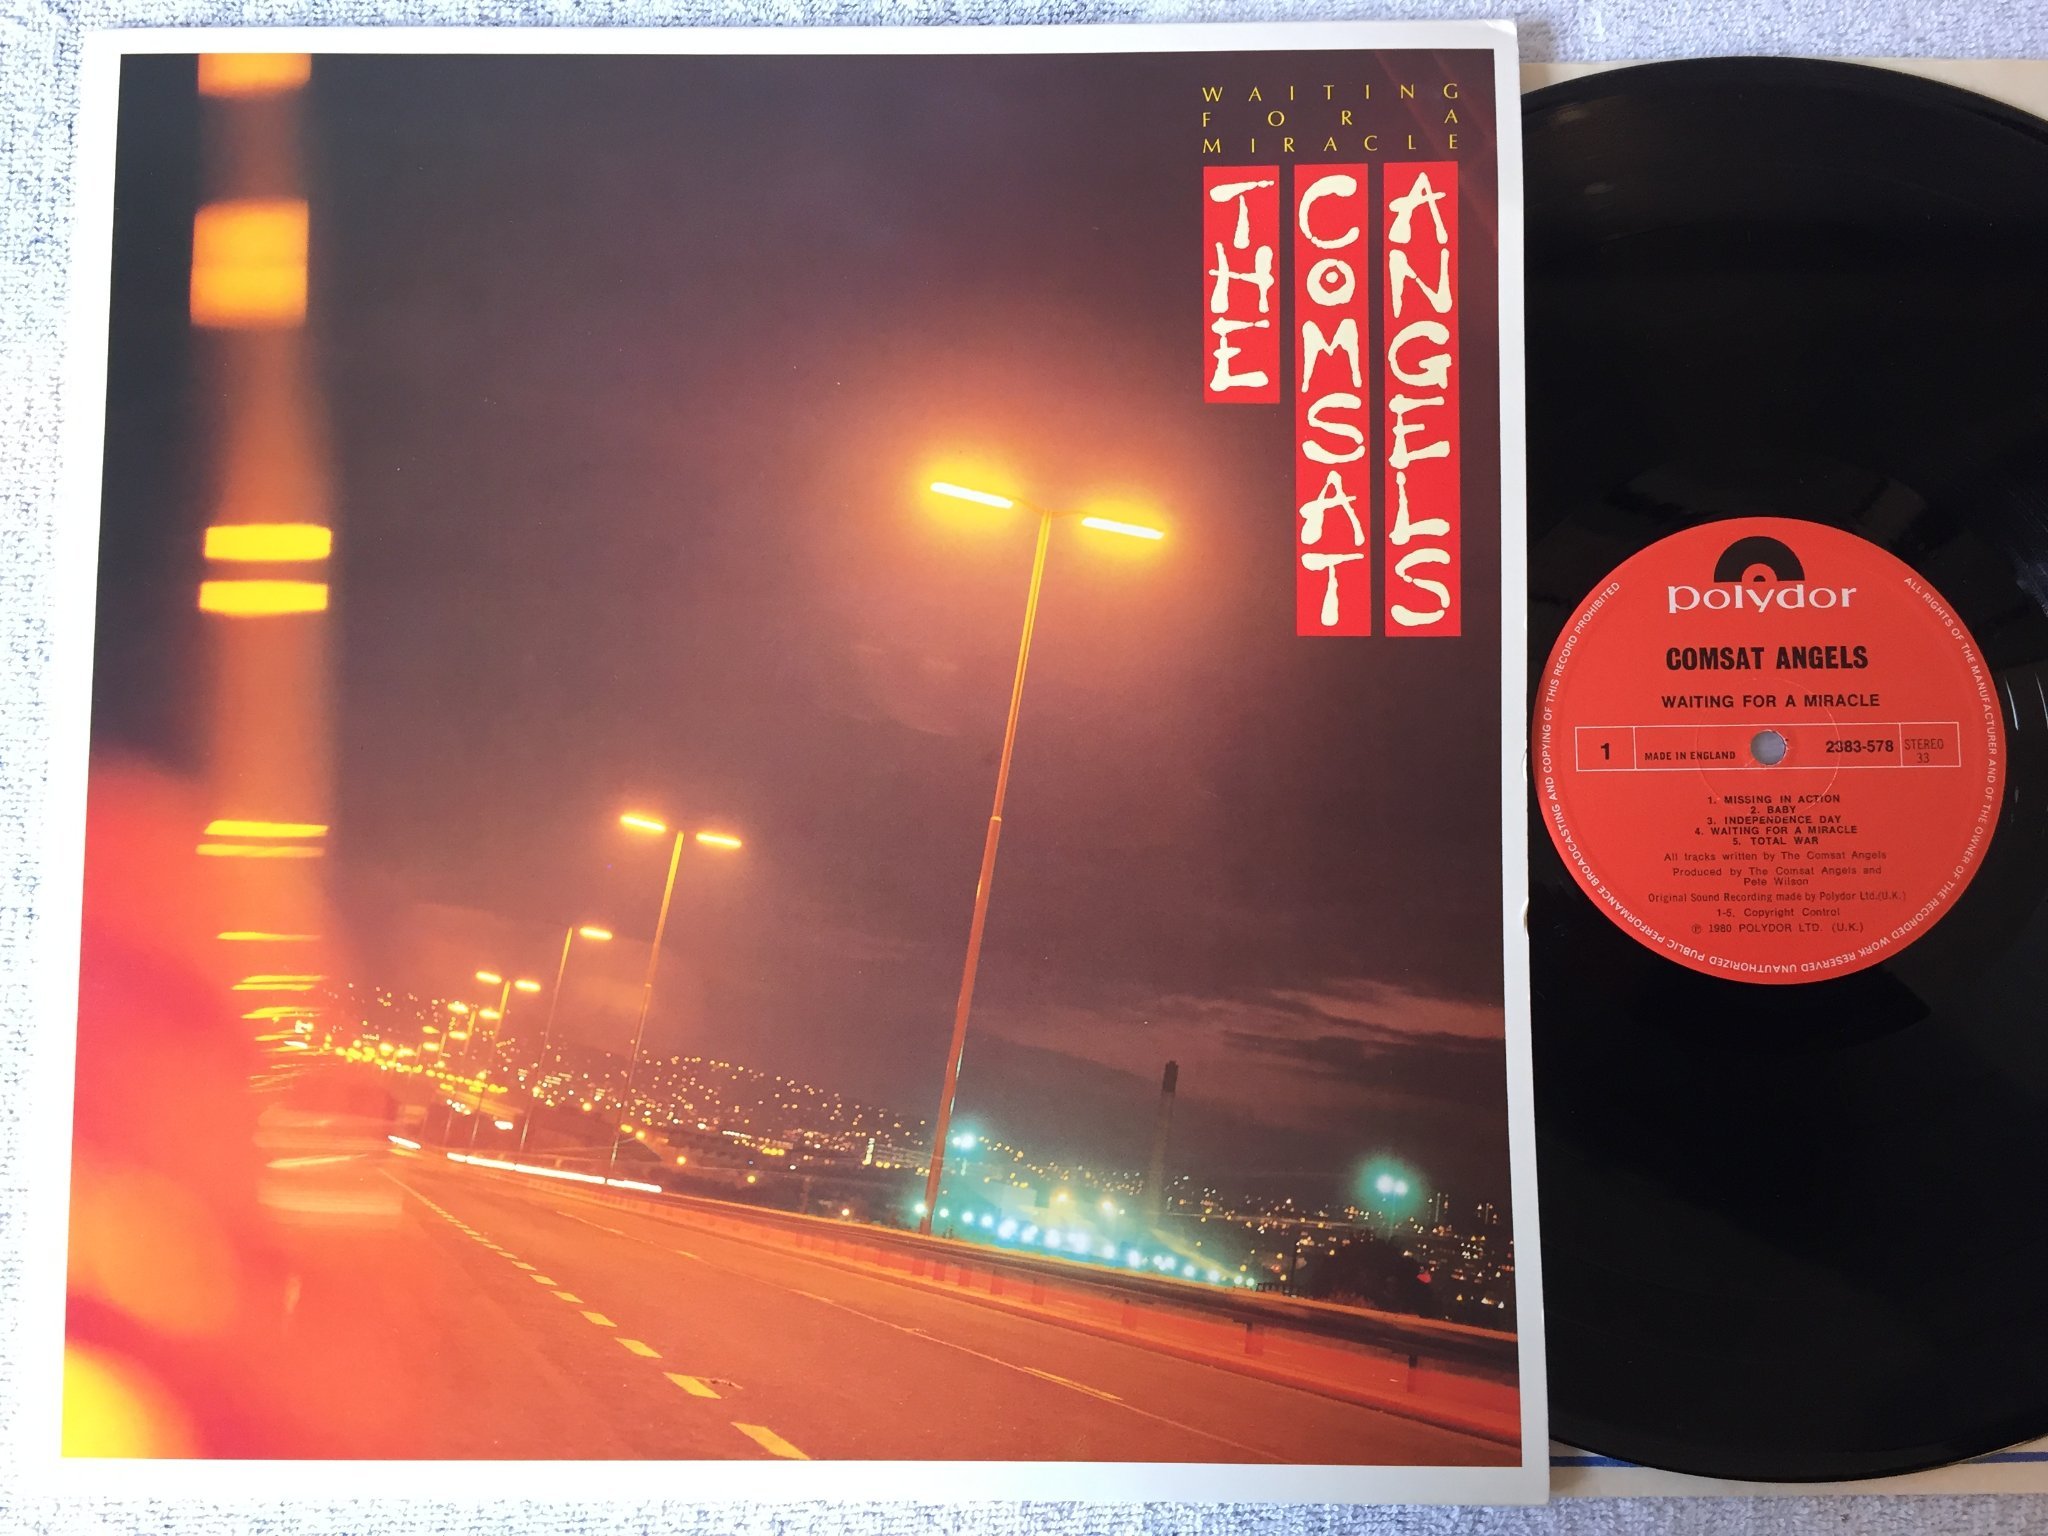 WAITING
FOR A
MIRACLE
THE
COMSAT
ANGELS
polydor
COMSAT ANGELS
WAITING FOR A MIRACLE
1
MADE IN ENGLAND
2383-578
STEREO
33
1. MISSING IN ACTION
2. BABY
3. INDEPENDENCE DAY
4. WAITING FOR A MIRACLE
5. TOTAL WAR
All tracks written by The Comsat Angels
Produced by The Comsat Angels and
Pete Wilson
Original Sound Recording made by Polydor Ltd.(U.K.)
1-5. Copyright Control
℗ 1980 POLYDOR LTD. (U.K.)
ALL RIGHTS OF THE MANUFACTURER AND OF THE OWNER OF THE RECORDED WORK RESERVED UNAUTHORIZED PUBLIC PERFORMANCE BROADCASTING AND COPYING OF THIS RECORD PROHIBITED